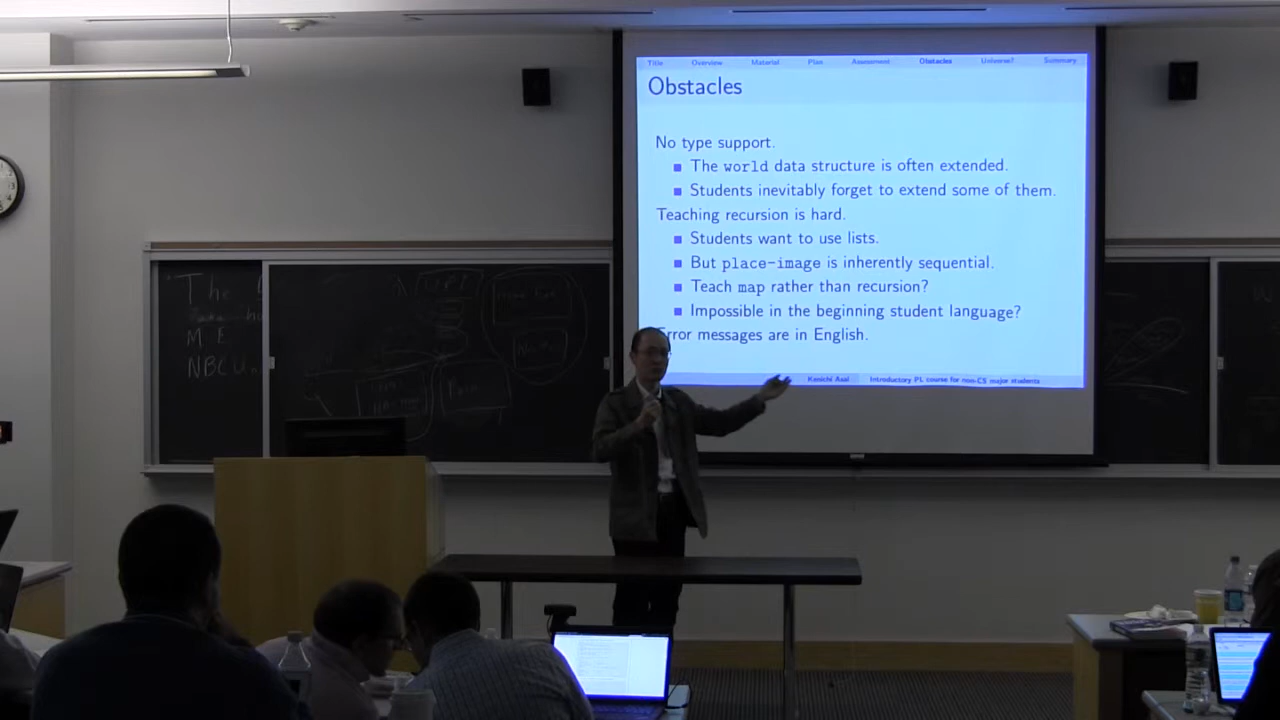 Title Overview Material Plan Assessment Obstacles Universe? Summary
Obstacles
No type support.
The world data structure is often extended.
Students inevitably forget to extend some of them.
Teaching recursion is hard.
Students want to use lists.
But place-image is inherently sequential.
Teach map rather than recursion?
Impossible in the beginning student language?
Error messages are in English.
Kenichi Asai Introductory PL course for non-CS major students
The
M E
NBCU